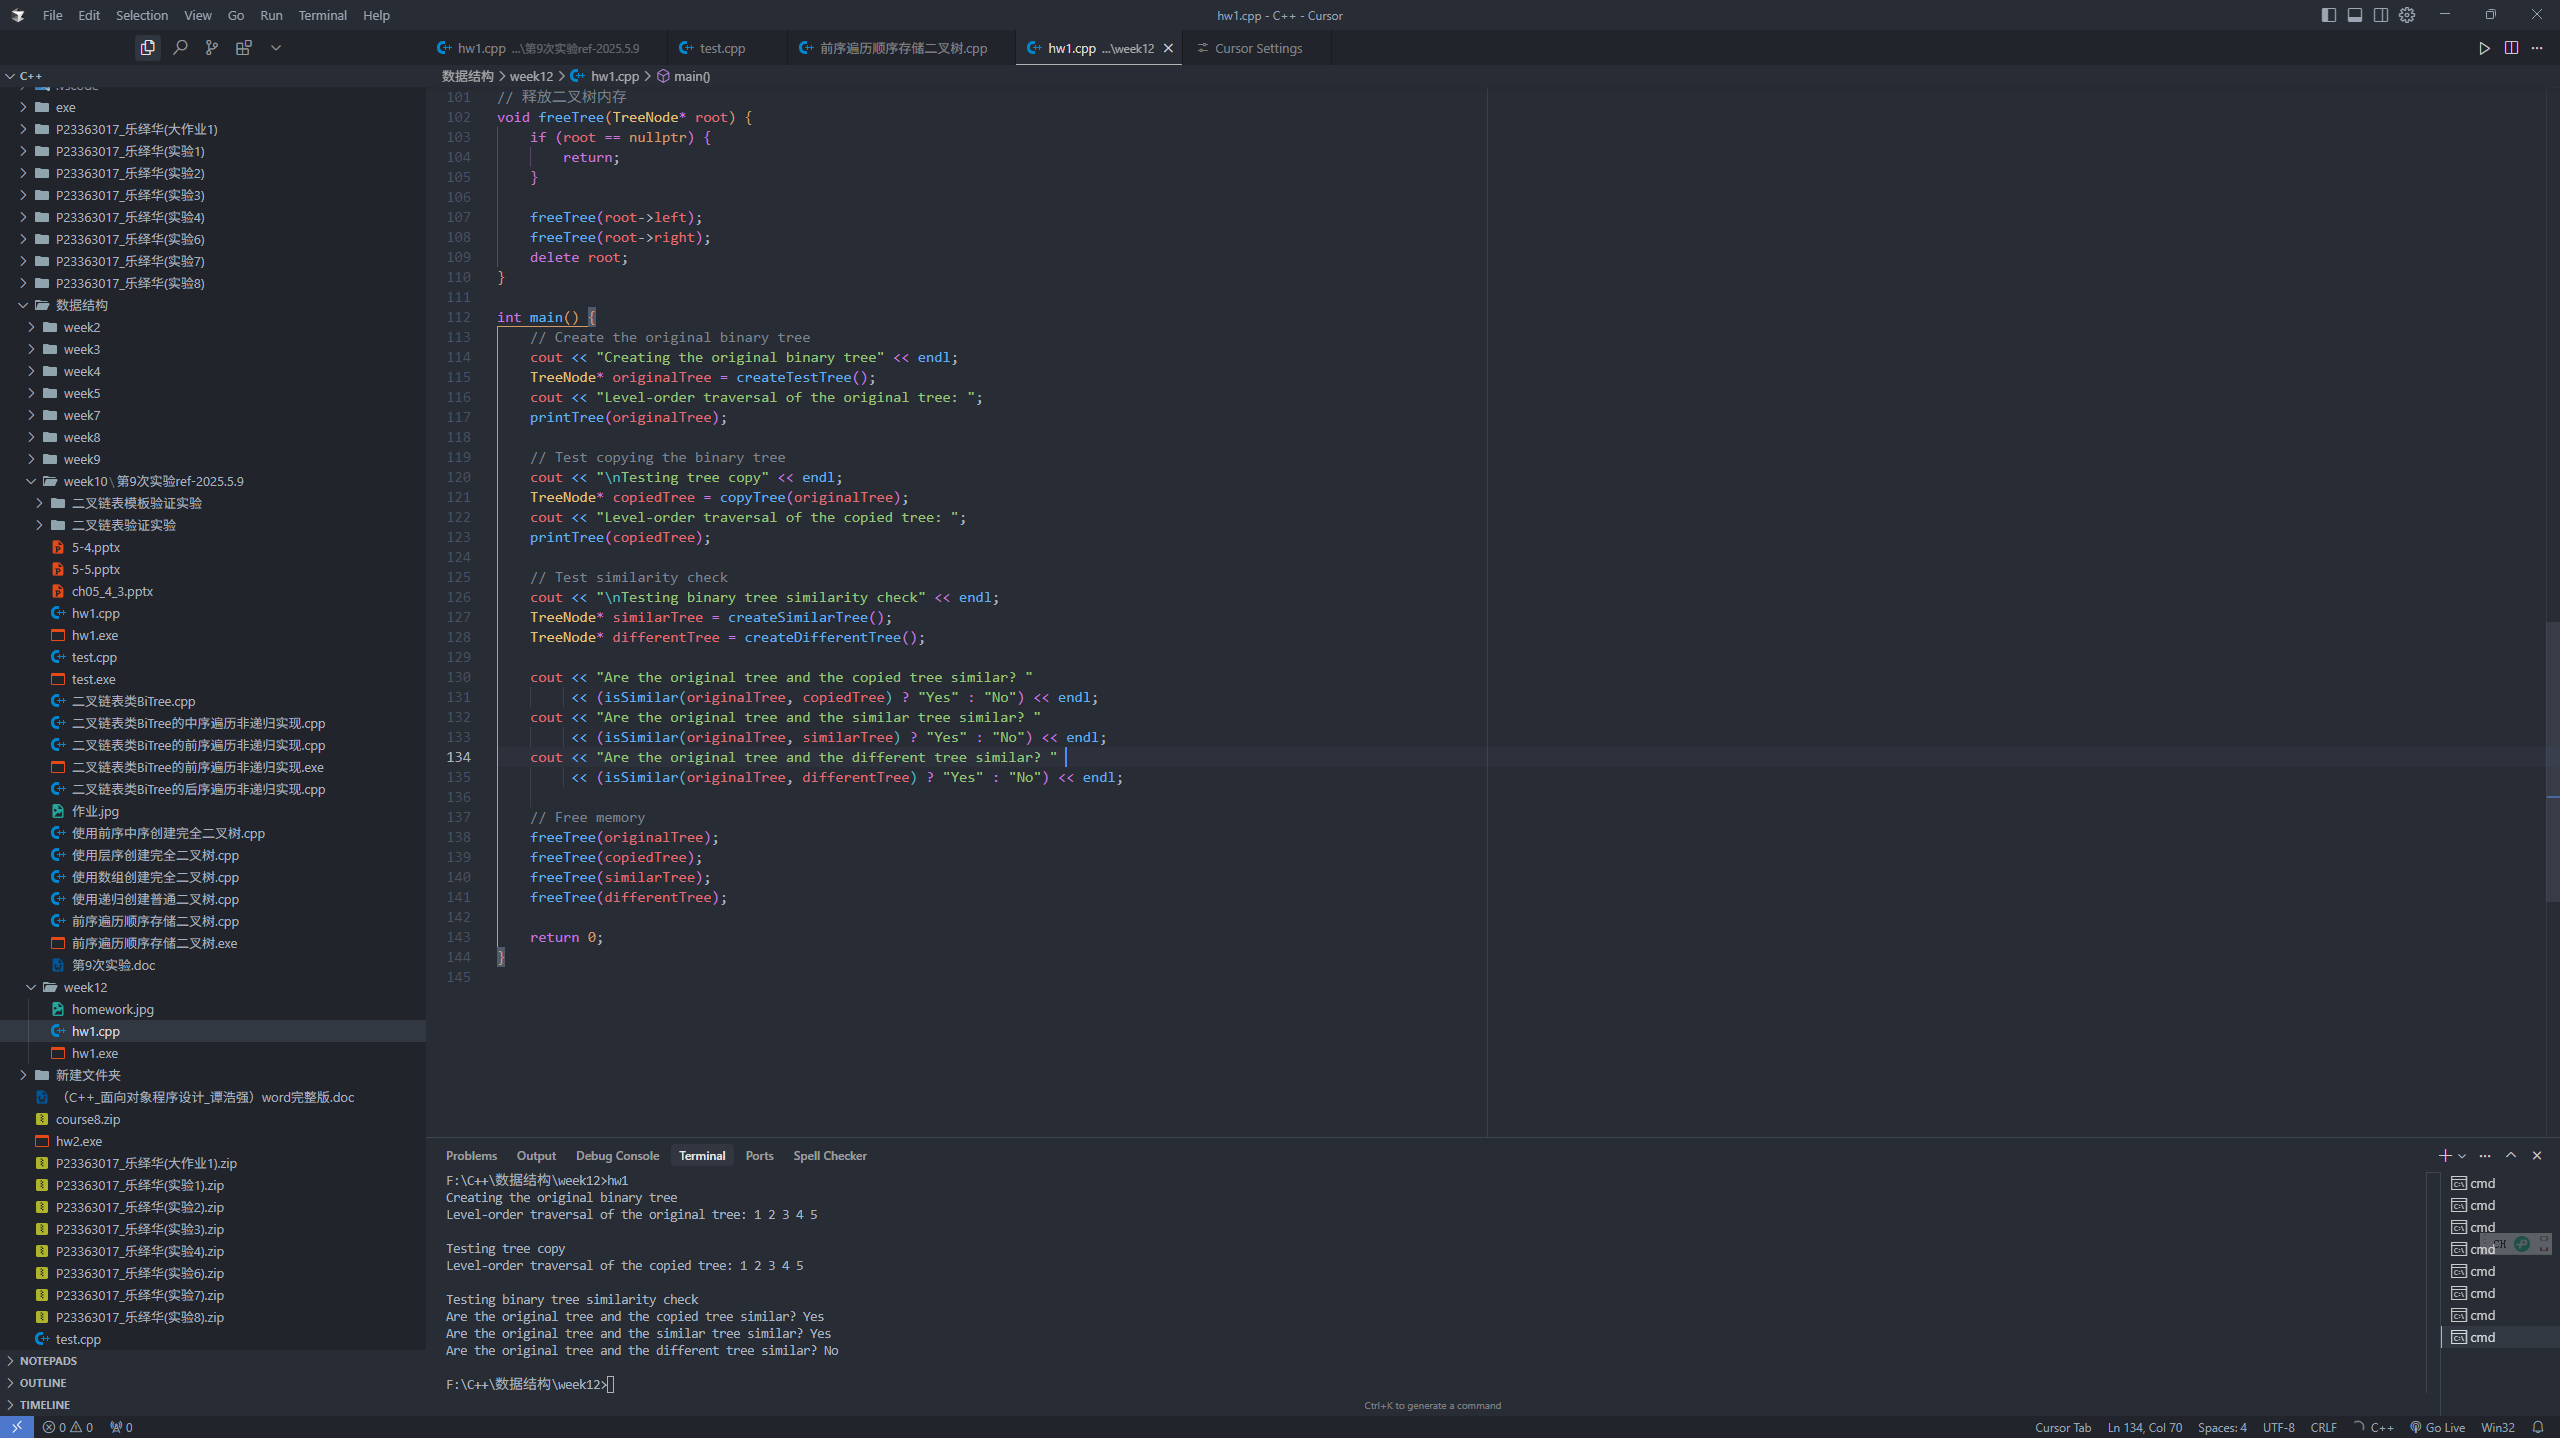 File Edit Selection View Go Run Terminal Help
hw1.cpp - C++ - Cursor
hw1.cpp ...\第9次实验ref-2025.5.9
test.cpp
前序遍历顺序存储二叉树.cpp
hw1.cpp ...\week12
Cursor Settings
C++
.vscode
exe
P23363017_乐绎华(大作业1)
P23363017_乐绎华(实验1)
P23363017_乐绎华(实验2)
P23363017_乐绎华(实验3)
P23363017_乐绎华(实验4)
P23363017_乐绎华(实验6)
P23363017_乐绎华(实验7)
P23363017_乐绎华(实验8)
数据结构
week2
week3
week4
week5
week7
week8
week9
week10 \ 第9次实验ref-2025.5.9
二叉链表模板验证实验
二叉链表验证实验
5-4.pptx
5-5.pptx
ch05_4_3.pptx
hw1.cpp
hw1.exe
test.cpp
test.exe
二叉链表类BiTree.cpp
二叉链表类BiTree的中序遍历非递归实现.cpp
二叉链表类BiTree的前序遍历非递归实现.cpp
二叉链表类BiTree的前序遍历非递归实现.exe
二叉链表类BiTree的后序遍历非递归实现.cpp
作业.jpg
使用前序中序创建完全二叉树.cpp
使用层序创建完全二叉树.cpp
使用数组创建完全二叉树.cpp
使用递归创建普通二叉树.cpp
前序遍历顺序存储二叉树.cpp
前序遍历顺序存储二叉树.exe
第9次实验.doc
week12
homework.jpg
hw1.cpp
hw1.exe
新建文件夹
（C++_面向对象程序设计_谭浩强）word完整版.doc
course8.zip
hw2.exe
P23363017_乐绎华(大作业1).zip
P23363017_乐绎华(实验1).zip
P23363017_乐绎华(实验2).zip
P23363017_乐绎华(实验3).zip
P23363017_乐绎华(实验4).zip
P23363017_乐绎华(实验6).zip
P23363017_乐绎华(实验7).zip
P23363017_乐绎华(实验8).zip
test.cpp
NOTEPADS
OUTLINE
TIMELINE
数据结构 > week12 > hw1.cpp > main()
101 // 释放二叉树内存
102 void freeTree(TreeNode* root) {
103 if (root == nullptr) {
104 return;
105 }
106
107 freeTree(root->left);
108 freeTree(root->right);
109 delete root;
110 }
111
112 int main() {
113 // Create the original binary tree
114 cout << "Creating the original binary tree" << endl;
115 TreeNode* originalTree = createTestTree();
116 cout << "Level-order traversal of the original tree: ";
117 printTree(originalTree);
118
119 // Test copying the binary tree
120 cout << "\nTesting tree copy" << endl;
121 TreeNode* copiedTree = copyTree(originalTree);
122 cout << "Level-order traversal of the copied tree: ";
123 printTree(copiedTree);
124
125 // Test similarity check
126 cout << "\nTesting binary tree similarity check" << endl;
127 TreeNode* similarTree = createSimilarTree();
128 TreeNode* differentTree = createDifferentTree();
129
130 cout << "Are the original tree and the copied tree similar? "
131 << (isSimilar(originalTree, copiedTree) ? "Yes" : "No") << endl;
132 cout << "Are the original tree and the similar tree similar? "
133 << (isSimilar(originalTree, similarTree) ? "Yes" : "No") << endl;
134 cout << "Are the original tree and the different tree similar? "
135 << (isSimilar(originalTree, differentTree) ? "Yes" : "No") << endl;
136
137 // Free memory
138 freeTree(originalTree);
139 freeTree(copiedTree);
140 freeTree(similarTree);
141 freeTree(differentTree);
142
143 return 0;
144 }
145
Problems Output Debug Console Terminal Ports Spell Checker
F:\C++\数据结构\week12>hw1
Creating the original binary tree
Level-order traversal of the original tree: 1 2 3 4 5
Testing tree copy
Level-order traversal of the copied tree: 1 2 3 4 5
Testing binary tree similarity check
Are the original tree and the copied tree similar? Yes
Are the original tree and the similar tree similar? Yes
Are the original tree and the different tree similar? No
F:\C++\数据结构\week12>
Ctrl+K to generate a command
cmd
cmd
cmd
cmd
CH
cmd
cmd
cmd
cmd
0 0 0
Cursor Tab Ln 134, Col 70 Spaces: 4 UTF-8 CRLF C++ Go Live Win32